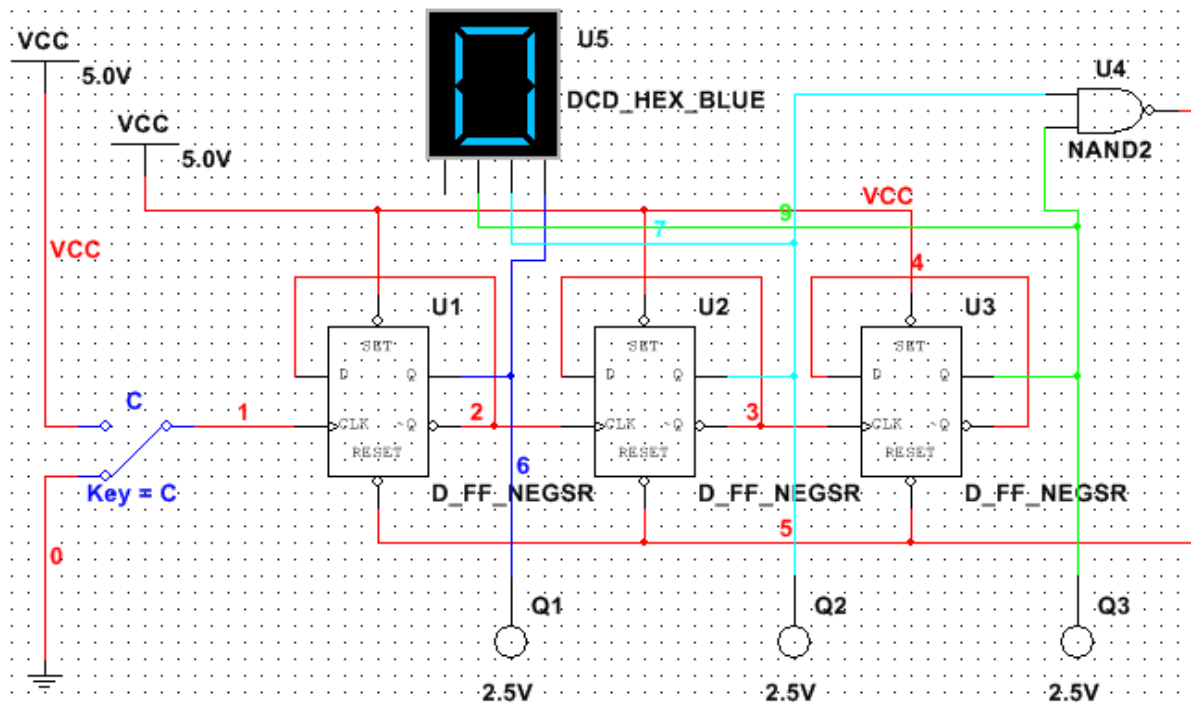 VCC
5.0V
VCC
5.0V
U5
DCD_HEX_BLUE
U4
NAND2
VCC
9
7
VCC
4
U1
SET
D Q
CLK ~Q
RESET
D_FF_NEGSR
U2
SET
D Q
CLK ~Q
RESET
D_FF_NEGSR
U3
SET
D Q
CLK ~Q
RESET
D_FF_NEGSR
C
1
2
3
Key = C
6
5
0
Q1
2.5V
Q2
2.5V
Q3
2.5V
0